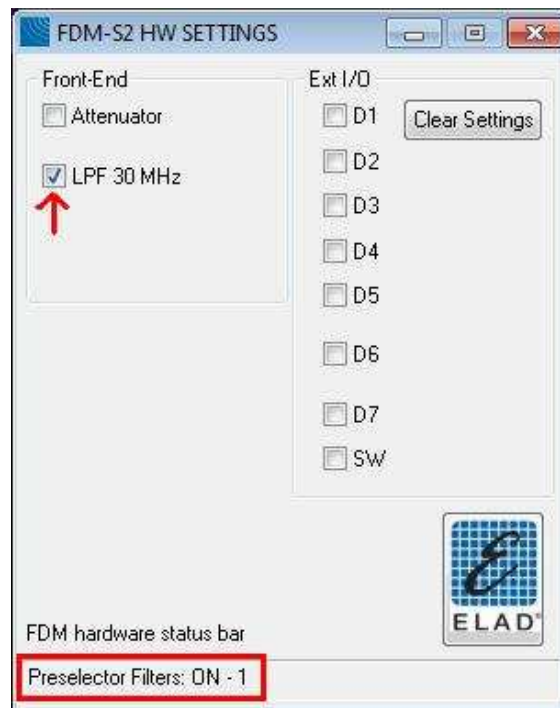 FDM-S2 HW SETTINGS
Front-End
Attenuator
LPF 30 MHz
Ext I/O
D1
Clear Settings
D2
D3
D4
D5
D6
D7
SW
E
ELAD
FDM hardware status bar
Preselector Filters: ON - 1